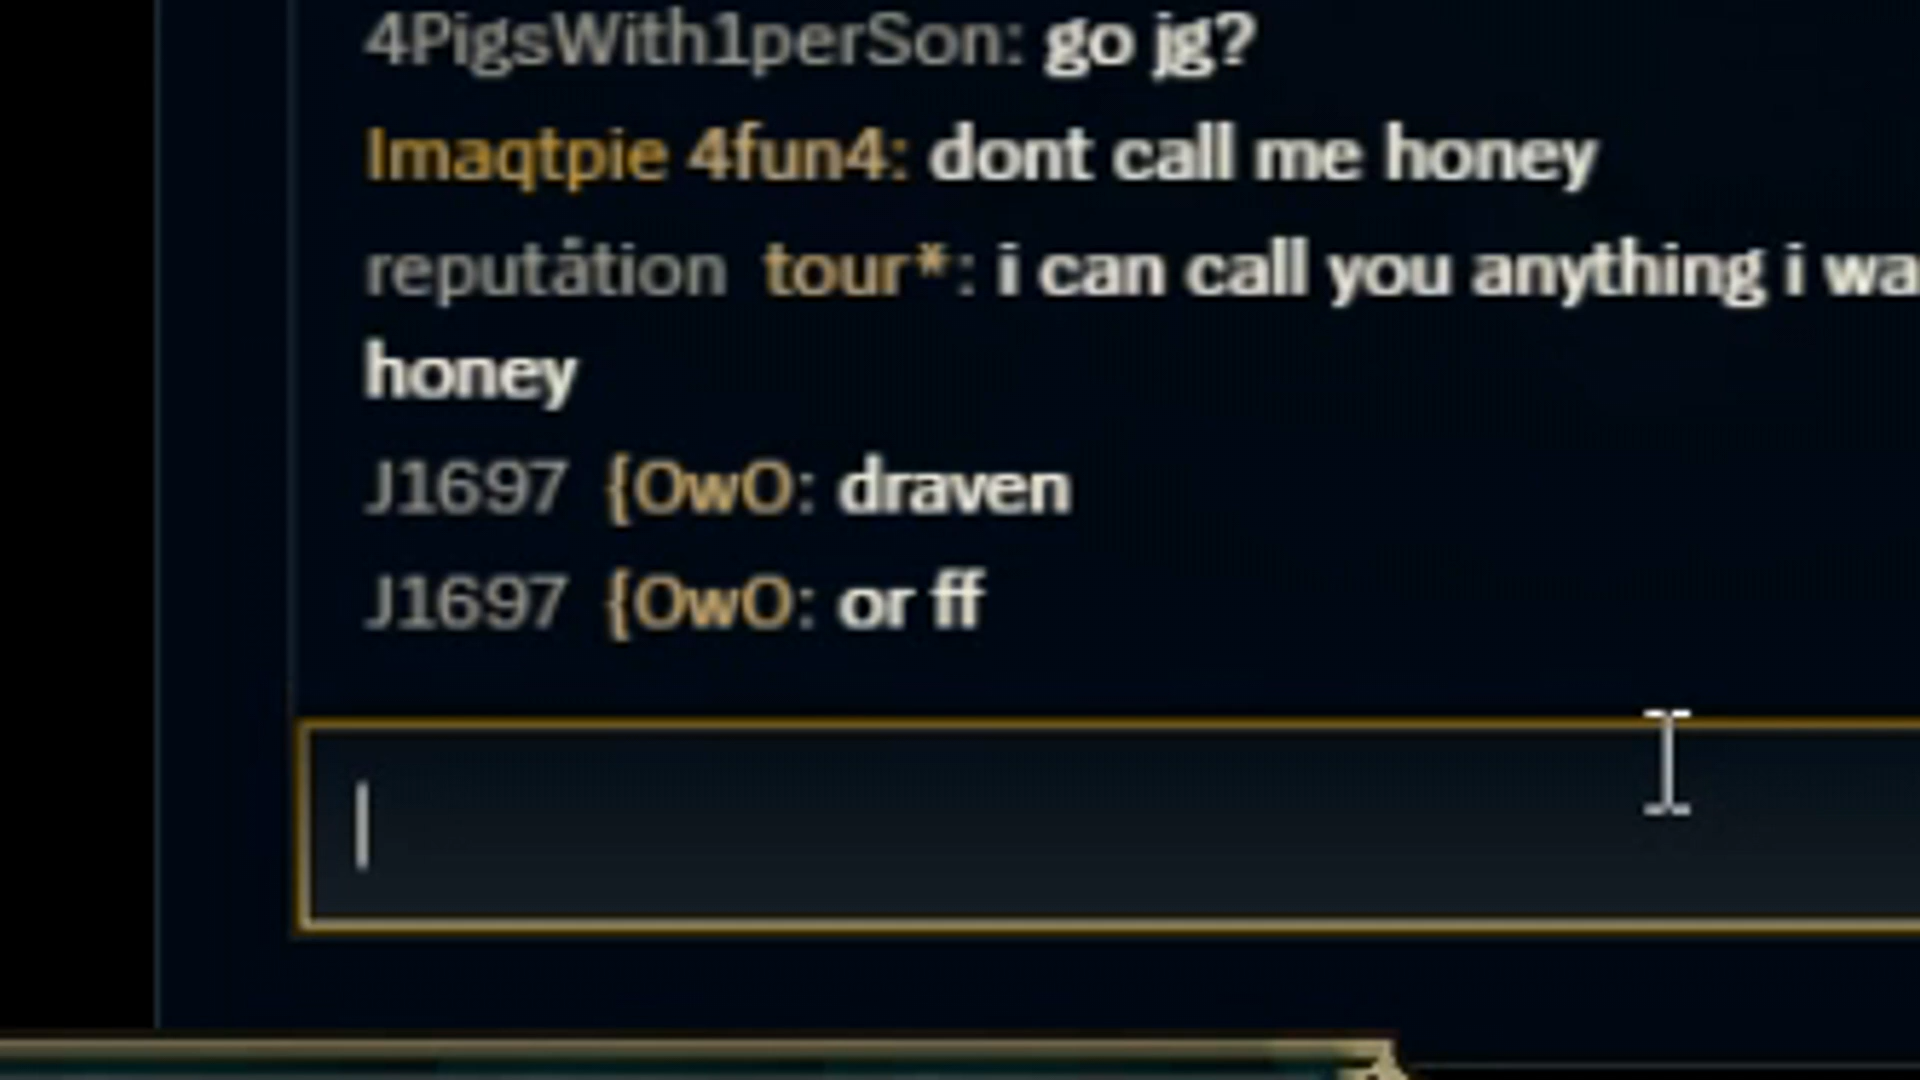 4PigsWith1perSon: go jg?
Imaqtpie 4fun4: dont call me honey
reputätion tour*: i can call you anything i wa
honey
J1697 {OwO: draven
J1697 {OwO: or ff